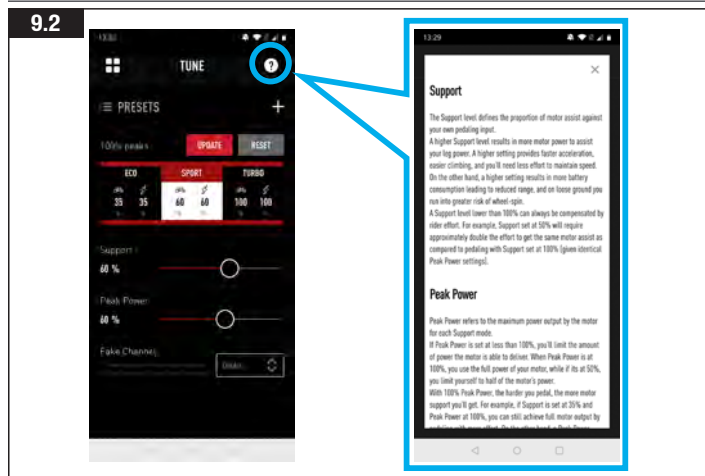 9.2
TUNE
?
PRESETS
+
100% peaks
UPDATE
RESET
ECO
SPORT
TURBO
35 35
60 60
100 100
Support
60 %
Peak Power
60 %
13:29
×
Support
The Support level defines the proportion of motor assist against
your own pedaling input.
A higher Support level results in more motor power to assist
your leg power. A higher setting provides faster acceleration,
easier climbing, and you'll need less effort to maintain speed.
On the other hand, a higher setting results in more battery
consumption leading to reduced range, and on loose ground you
run into greater risk of wheel-spin.
A Support level lower than 100% can always be compensated by
rider effort. For example, Support set at 50% will require
approximately double the effort to get the same motor assist as
compared to pedaling with Support set at 100% (given identical
Peak Power settings).
Peak Power
Peak Power refers to the maximum power output by the motor
for each Support mode.
If Peak Power is set at less than 100%, you'll limit the amount
of power the motor is able to deliver. When Peak Power is at
100%, you use the full power of your motor, while if its at 50%,
you limit yourself to half of the motor's power.
With 100% Peak Power, the harder you pedal, the more motor
support you'll get. For example, if Support is set at 35% and
Peak Power at 100%, you can still achieve full motor output by